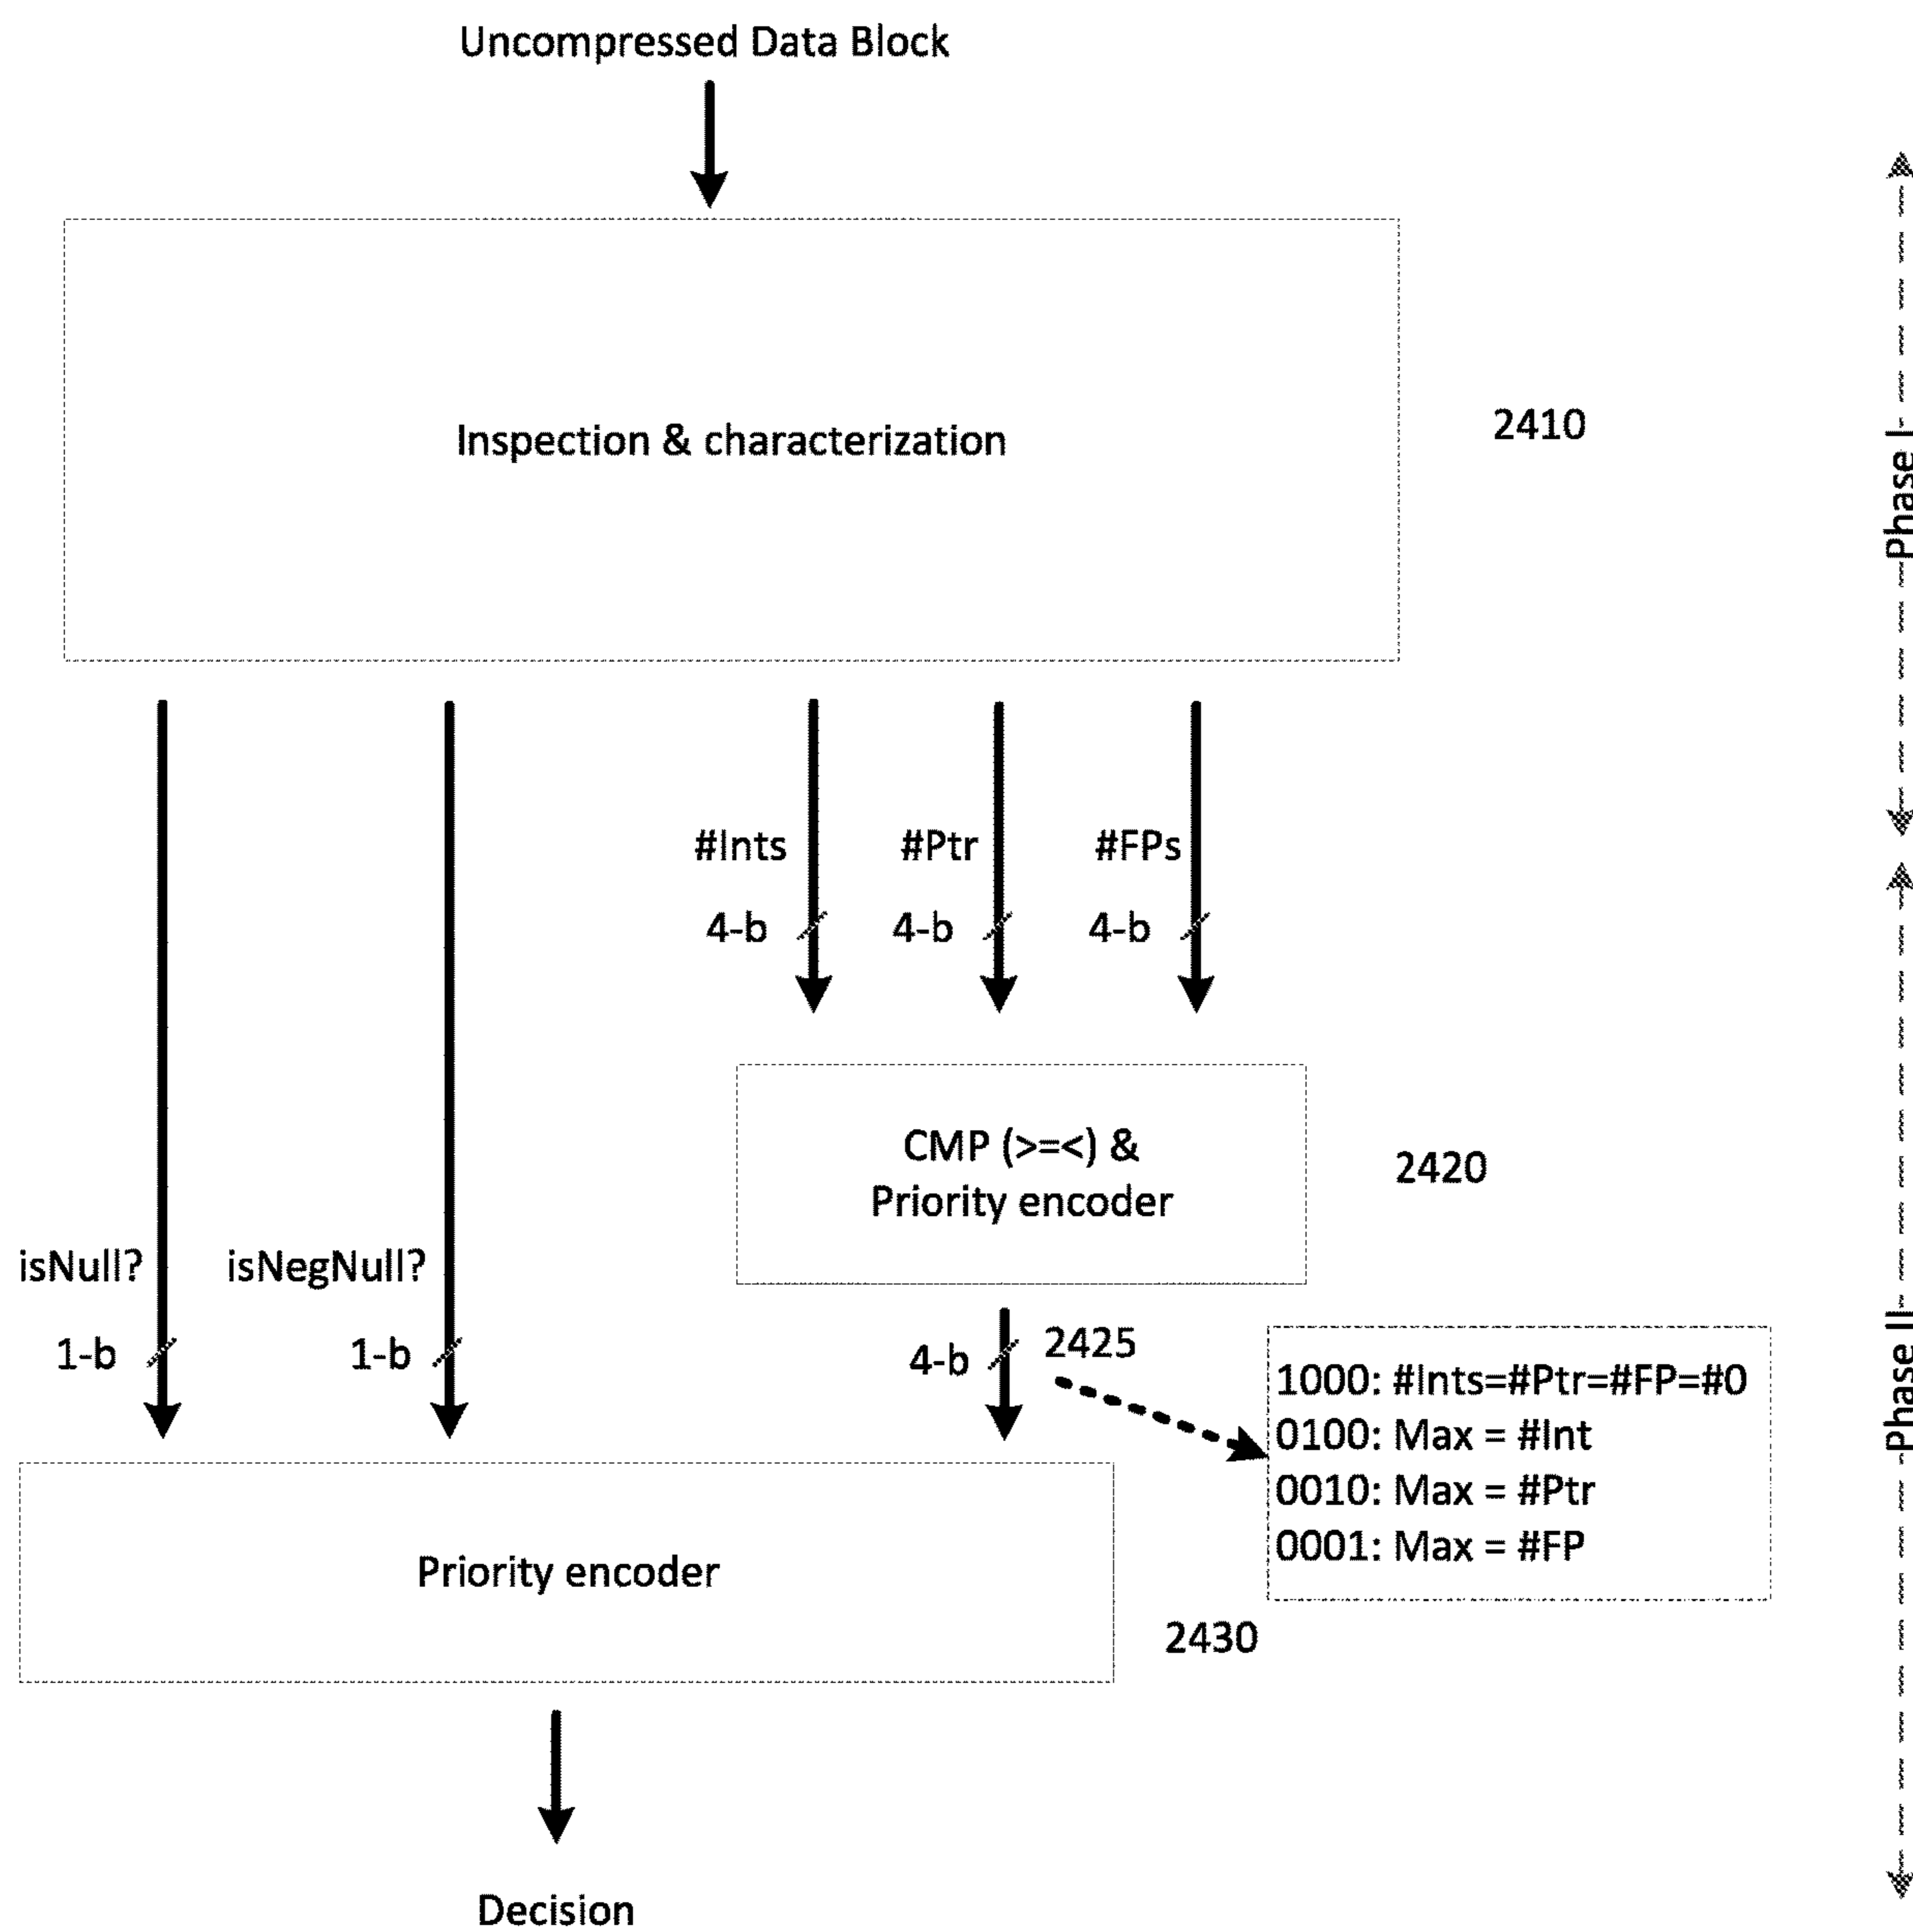 Uncompressed Data Block
Inspection & characterization
2410
Phase I
#Ints
#Ptr
#FPs
4-b
4-b
4-b
CMP (>=<) &
Priority encoder
2420
isNull?
isNegNull?
1-b
1-b
4-b
2425
1000: #Ints=#Ptr=#FP=#0
0100: Max = #Int
0010: Max = #Ptr
0001: Max = #FP
Phase II
Priority encoder
2430
Decision